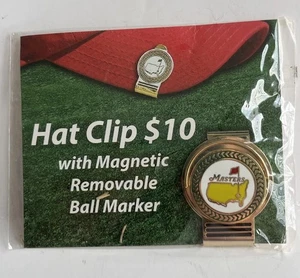 Hat Clip $10
with Magnetic
Removable
Ball Marker
MASTERS